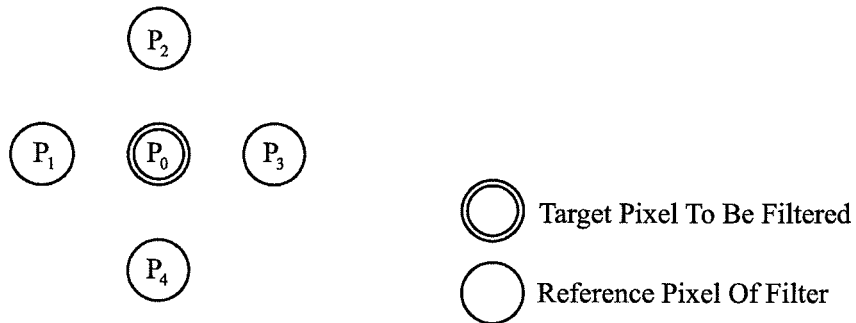 P2
P1 P0 P3
P4
Target Pixel To Be Filtered
Reference Pixel Of Filter